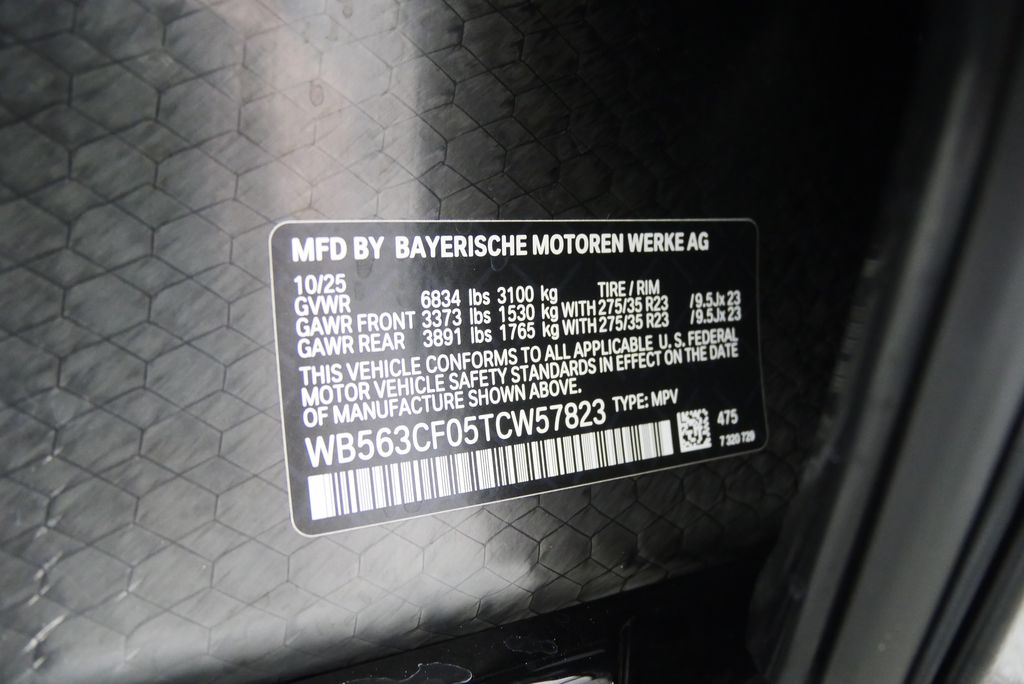 MFD BY BAYERISCHE MOTOREN WERKE AG
10/25 TIRE / RIM
GVWR 6834 lbs 3100 kg
GAWR FRONT 3373 lbs 1530 kg WITH 275/35 R23 /9.5Jx 23
GAWR REAR 3891 lbs 1765 kg WITH 275/35 R23 /9.5Jx 23
THIS VEHICLE CONFORMS TO ALL APPLICABLE U.S. FEDERAL
MOTOR VEHICLE SAFETY STANDARDS IN EFFECT ON THE DATE
OF MANUFACTURE SHOWN ABOVE.
WB563CF05TCW57823 TYPE: MPV
475
7 320 729